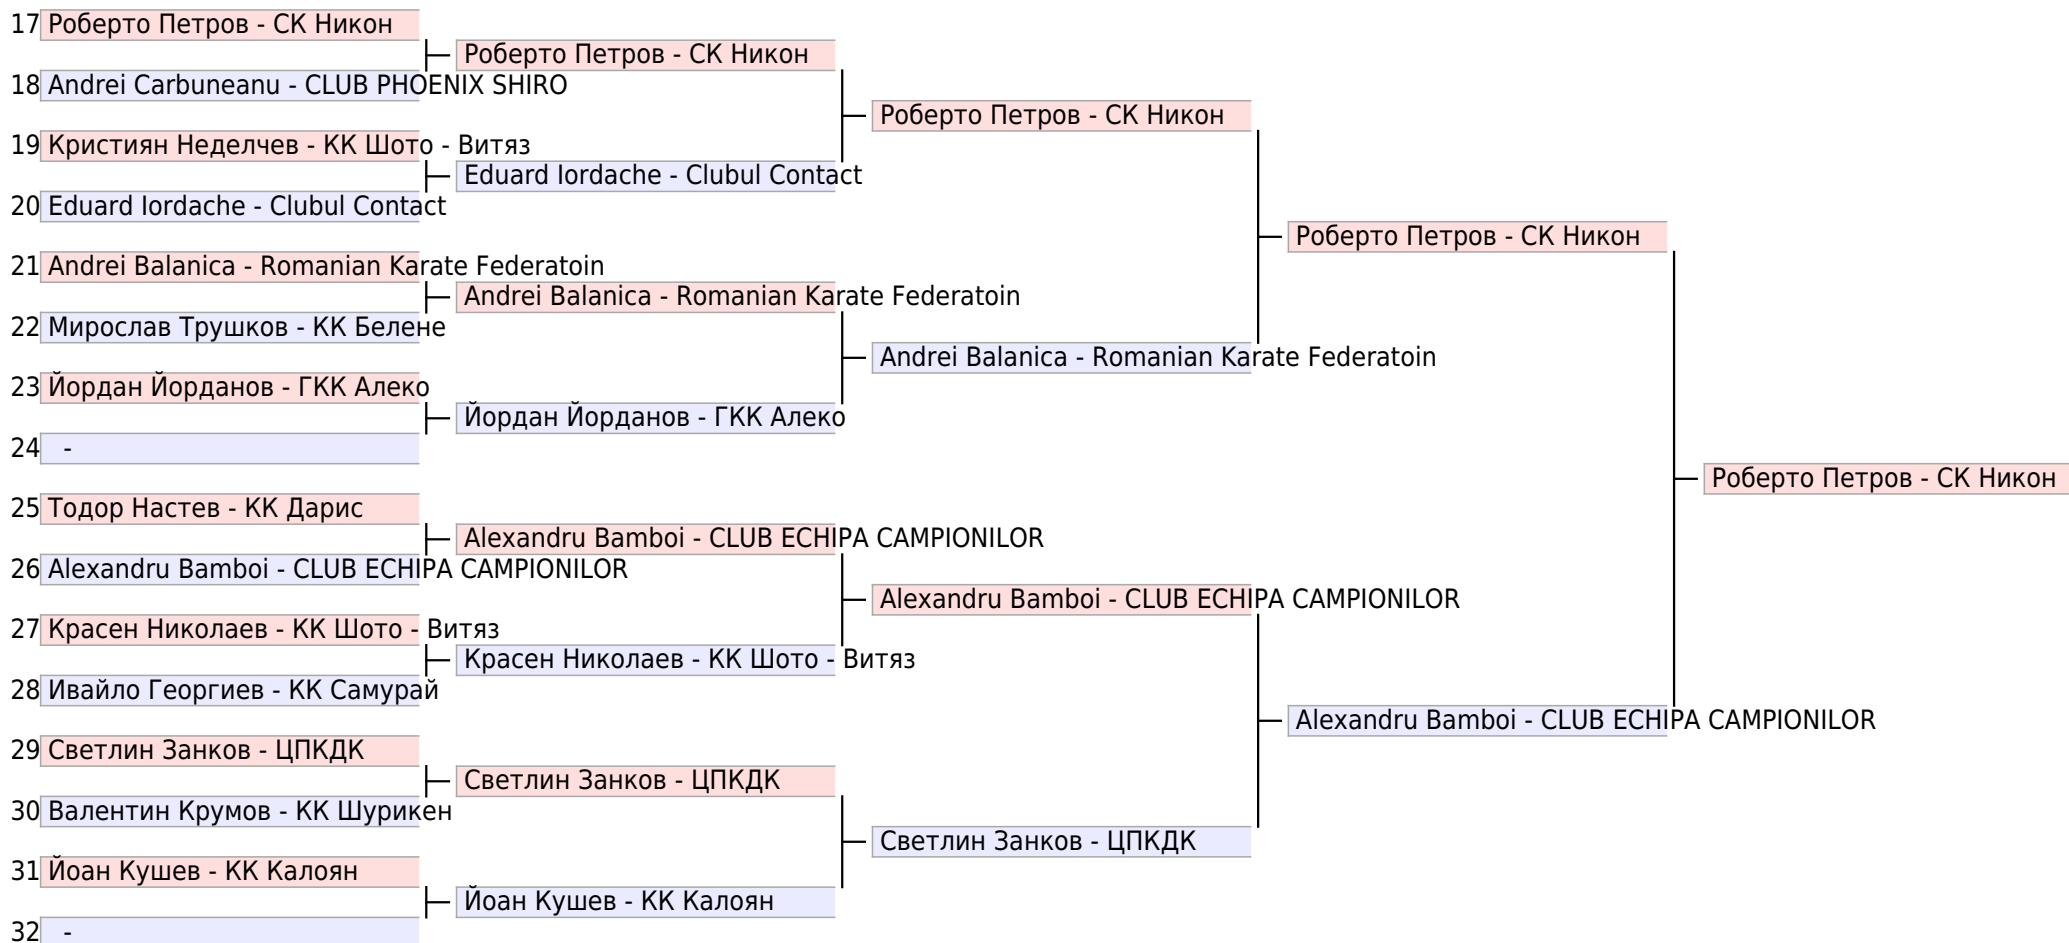 17 Роберто Петров - СК Никон
Роберто Петров - СК Никон
18 Andrei Carbuneanu - CLUB PHOENIX SHIRO
Роберто Петров - СК Никон
19 Кристиян Неделчев - КК Шото - Витяз
Eduard Iordache - Clubul Contact
20 Eduard Iordache - Clubul Contact
Роберто Петров - СК Никон
21 Andrei Balanica - Romanian Karate Federatoin
Andrei Balanica - Romanian Karate Federatoin
22 Мирослав Трушков - КК Белене
Andrei Balanica - Romanian Karate Federatoin
23 Йордан Йорданов - ГКК Алеко
Йордан Йорданов - ГКК Алеко
24 -
Роберто Петров - СК Никон
25 Тодор Настев - КК Дарис
Alexandru Bamboi - CLUB ECHIPA CAMPIONILOR
26 Alexandru Bamboi - CLUB ECHIPA CAMPIONILOR
Alexandru Bamboi - CLUB ECHIPA CAMPIONILOR
27 Красен Николаев - КК Шото - Витяз
Красен Николаев - КК Шото - Витяз
28 Ивайло Георгиев - КК Самурай
Alexandru Bamboi - CLUB ECHIPA CAMPIONILOR
29 Светлин Занков - ЦПКДК
Светлин Занков - ЦПКДК
30 Валентин Крумов - КК Шурикен
Светлин Занков - ЦПКДК
31 Йоан Кушев - КК Калоян
Йоан Кушев - КК Калоян
32 -